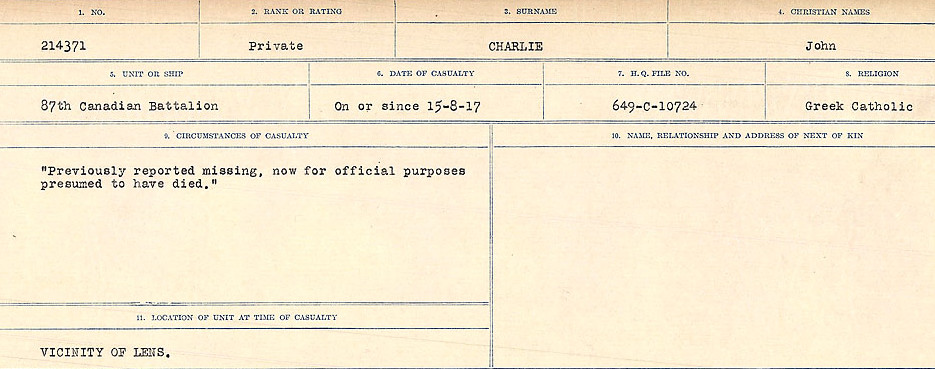 1. NO.
2. RANK OR RATING
3. SURNAME
4. CHRISTIAN NAMES
214371
Private
CHARLIE
John
5. UNIT OR SHIP
6. DATE OF CASUALTY
7. H.Q. FILE NO.
8. RELIGION
87th Canadian Battalion
On or since 15-8-17
649-C-10724
Greek Catholic
9. CIRCUMSTANCES OF CASUALTY
10. NAME, RELATIONSHIP AND ADDRESS OF NEXT OF KIN
"Previously reported missing, now for official purposes
presumed to have died."
11. LOCATION OF UNIT AT TIME OF CASUALTY
VICINITY OF LENS.